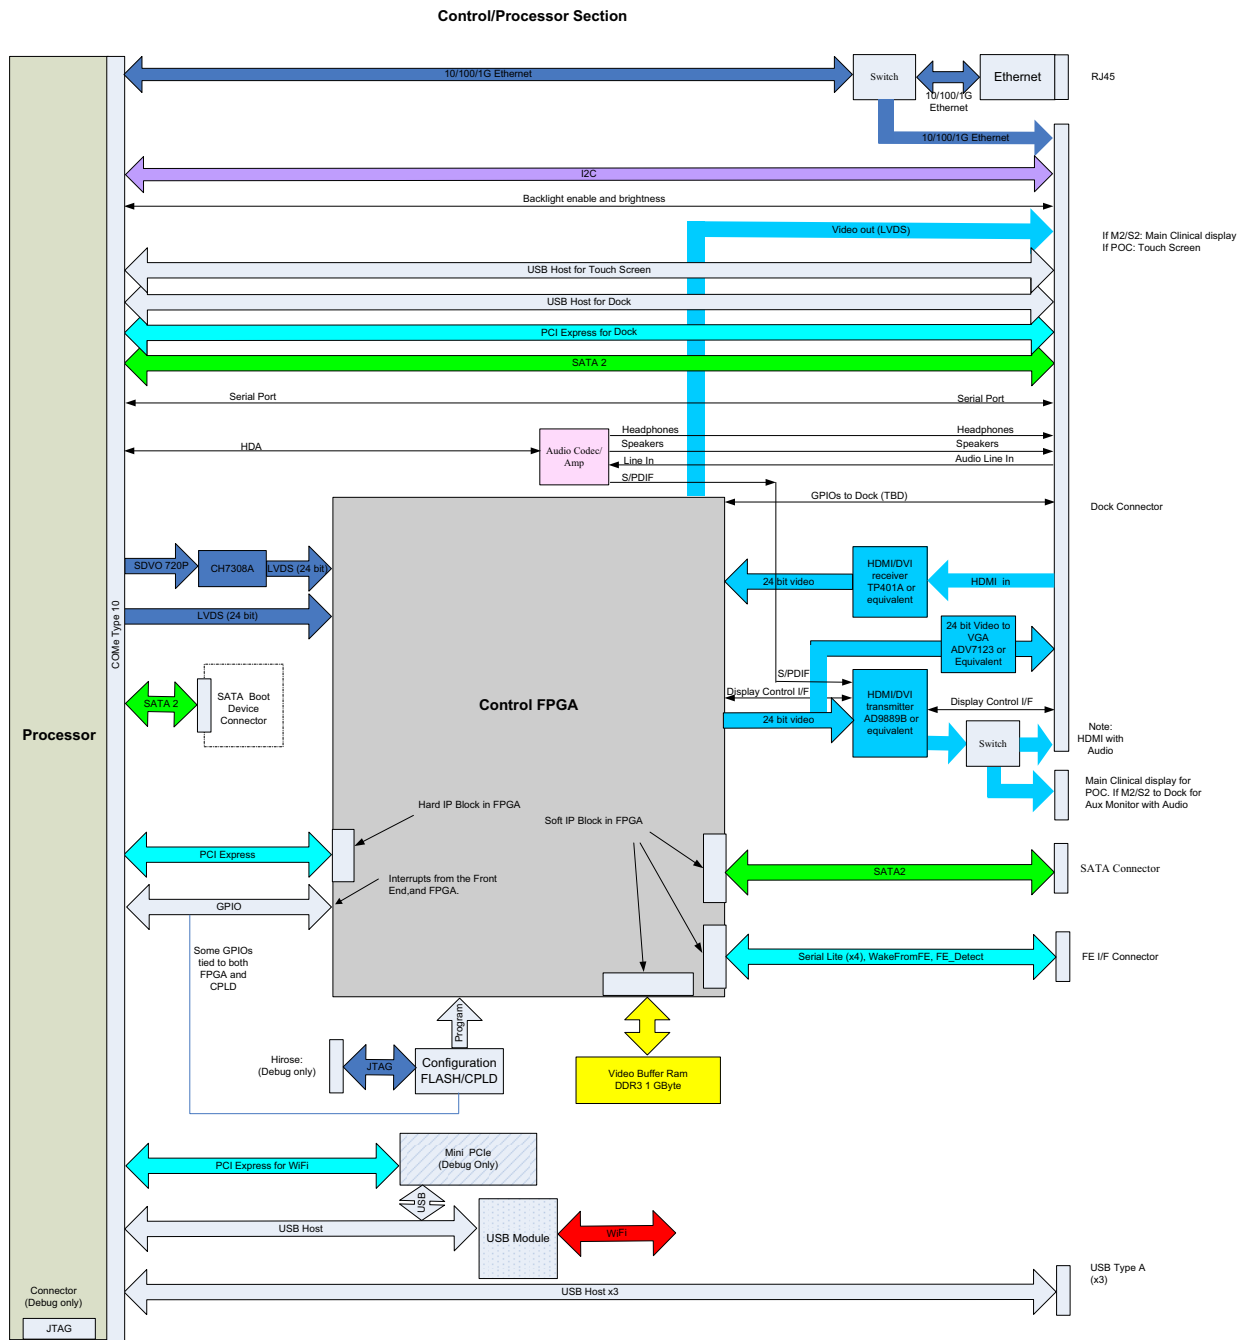 Control/Processor Section
10/100/1G Ethernet
Switch
10/100/1G
Ethernet
Ethernet
RJ45
10/100/1G Ethernet
I2C
Backlight enable and brightness
Video out (LVDS)
If M2/S2: Main Clinical display
If POC: Touch Screen
USB Host for Touch Screen
USB Host for Dock
PCI Express for Dock
SATA 2
Serial Port
Serial Port
HDA
Audio Codec/
Amp
Headphones
Headphones
Speakers
Speakers
Line In
Audio Line In
S/PDIF
GPIOs to Dock (TBD)
Dock Connector
SDVO 720P
CH7308A
LVDS (24 bit)
24 bit video
HDMI/DVI
receiver
TP401A or
equivalent
HDMI in
LVDS (24 bit)
COMe Type 10
24 bit Video to
VGA
ADV7123 or
Equivalent
S/PDIF
Display Control I/F
24 bit video
HDMI/DVI
transmitter
AD9889B or
equivalent
Display Control I/F
Switch
Note:
HDMI with
Audio
SATA 2
SATA Boot
Device
Connector
Processor
Control FPGA
Main Clinical display for
POC. If M2/S2 to Dock for
Aux Monitor with Audio
Hard IP Block in FPGA
Soft IP Block in FPGA
PCI Express
Interrupts from the Front
End,and FPGA.
SATA2
SATA Connector
GPIO
Some GPIOs
tied to both
FPGA and
CPLD
Serial Lite (x4), WakeFromFE, FE_Detect
FE I/F Connector
Program
Hirose:
(Debug only)
JTAG
Configuration
FLASH/CPLD
Video Buffer Ram
DDR3 1 GByte
PCI Express for WiFi
Mini PCIe
(Debug Only)
USB
USB Host
USB Module
WiFi
USB Type A
(x3)
USB Host x3
Connector
(Debug only)
JTAG